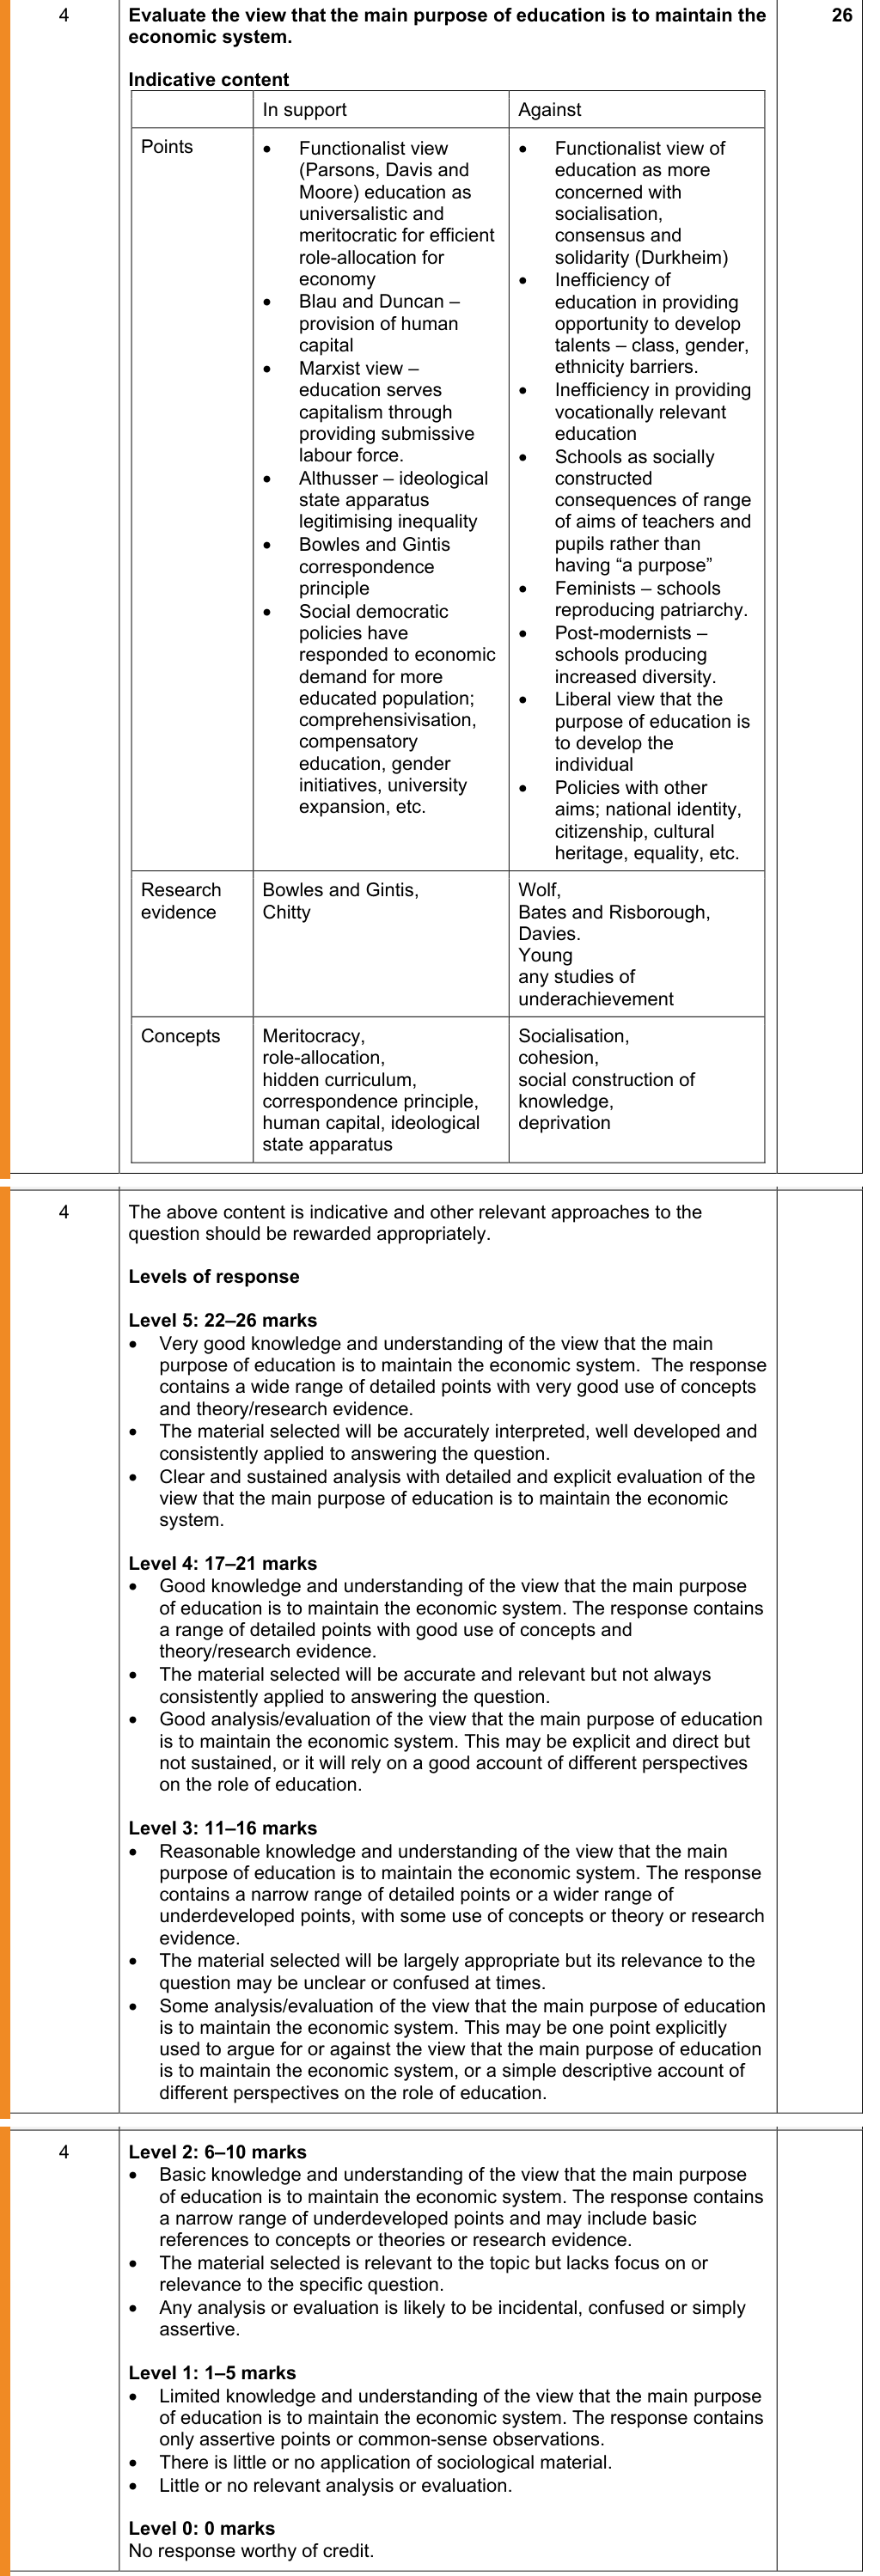 4
Evaluate the view that the main purpose of education is to maintain the
economic system.
26
Indicative content
In support
Against
Points
• Functionalist view
(Parsons, Davis and
Moore) education as
universalistic and
meritocratic for efficient
role-allocation for
economy
• Blau and Duncan –
provision of human
capital
• Marxist view –
education serves
capitalism through
providing submissive
labour force.
• Althusser – ideological
state apparatus
legitimising inequality
• Bowles and Gintis
correspondence
principle
• Social democratic
policies have
responded to economic
demand for more
educated population;
comprehensivisation,
compensatory
education, gender
initiatives, university
expansion, etc.
• Functionalist view of
education as more
concerned with
socialisation,
consensus and
solidarity (Durkheim)
• Inefficiency of
education in providing
opportunity to develop
talents – class, gender,
ethnicity barriers.
• Inefficiency in providing
vocationally relevant
education
• Schools as socially
constructed
consequences of range
of aims of teachers and
pupils rather than
having “a purpose”
• Feminists – schools
reproducing patriarchy.
• Post-modernists –
schools producing
increased diversity.
• Liberal view that the
purpose of education is
to develop the
individual
• Policies with other
aims; national identity,
citizenship, cultural
heritage, equality, etc.
Research
evidence
Bowles and Gintis,
Chitty
Wolf,
Bates and Risborough,
Davies.
Young
any studies of
underachievement
Concepts
Meritocracy,
role-allocation,
hidden curriculum,
correspondence principle,
human capital, ideological
state apparatus
Socialisation,
cohesion,
social construction of
knowledge,
deprivation
4
The above content is indicative and other relevant approaches to the
question should be rewarded appropriately.
Levels of response
Level 5: 22–26 marks
• Very good knowledge and understanding of the view that the main
purpose of education is to maintain the economic system. The response
contains a wide range of detailed points with very good use of concepts
and theory/research evidence.
• The material selected will be accurately interpreted, well developed and
consistently applied to answering the question.
• Clear and sustained analysis with detailed and explicit evaluation of the
view that the main purpose of education is to maintain the economic
system.
Level 4: 17–21 marks
• Good knowledge and understanding of the view that the main purpose
of education is to maintain the economic system. The response contains
a range of detailed points with good use of concepts and
theory/research evidence.
• The material selected will be accurate and relevant but not always
consistently applied to answering the question.
• Good analysis/evaluation of the view that the main purpose of education
is to maintain the economic system. This may be explicit and direct but
not sustained, or it will rely on a good account of different perspectives
on the role of education.
Level 3: 11–16 marks
• Reasonable knowledge and understanding of the view that the main
purpose of education is to maintain the economic system. The response
contains a narrow range of detailed points or a wider range of
underdeveloped points, with some use of concepts or theory or research
evidence.
• The material selected will be largely appropriate but its relevance to the
question may be unclear or confused at times.
• Some analysis/evaluation of the view that the main purpose of education
is to maintain the economic system. This may be one point explicitly
used to argue for or against the view that the main purpose of education
is to maintain the economic system, or a simple descriptive account of
different perspectives on the role of education.
4
Level 2: 6–10 marks
• Basic knowledge and understanding of the view that the main purpose
of education is to maintain the economic system. The response contains
a narrow range of underdeveloped points and may include basic
references to concepts or theories or research evidence.
• The material selected is relevant to the topic but lacks focus on or
relevance to the specific question.
• Any analysis or evaluation is likely to be incidental, confused or simply
assertive.
Level 1: 1–5 marks
• Limited knowledge and understanding of the view that the main purpose
of education is to maintain the economic system. The response contains
only assertive points or common-sense observations.
• There is little or no application of sociological material.
• Little or no relevant analysis or evaluation.
Level 0: 0 marks
No response worthy of credit.